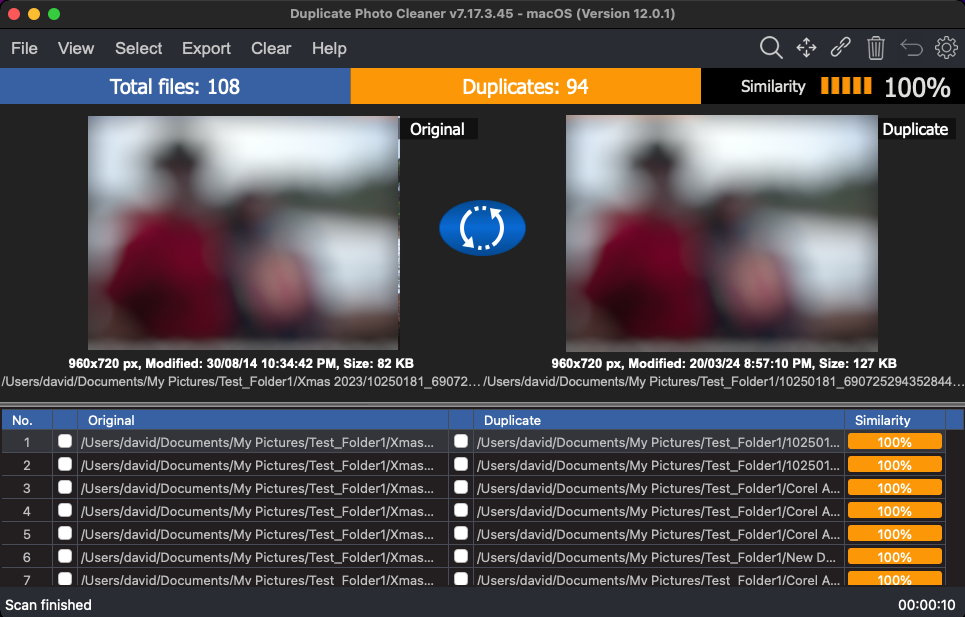 Duplicate Photo Cleaner v7.17.3.45 - macOS (Version 12.0.1)
File View Select Export Clear Help
Total files: 108 Duplicates: 94 Similarity 100%
Original Duplicate
960x720 px, Modified: 30/08/14 10:34:42 PM, Size: 82 KB 960x720 px, Modified: 20/03/24 8:57:10 PM, Size: 127 KB
/Users/david/Documents/My Pictures/Test_Folder1/Xmas 2023/10250181_69072... /Users/david/Documents/My Pictures/Test_Folder1/10250181_690725294352844...
No. Original Duplicate Similarity
1 /Users/david/Documents/My Pictures/Test_Folder1/Xmas... /Users/david/Documents/My Pictures/Test_Folder1/102501... 100%
2 /Users/david/Documents/My Pictures/Test_Folder1/Xmas... /Users/david/Documents/My Pictures/Test_Folder1/102501... 100%
3 /Users/david/Documents/My Pictures/Test_Folder1/Xmas... /Users/david/Documents/My Pictures/Test_Folder1/Corel A... 100%
4 /Users/david/Documents/My Pictures/Test_Folder1/Xmas... /Users/david/Documents/My Pictures/Test_Folder1/Corel A... 100%
5 /Users/david/Documents/My Pictures/Test_Folder1/Xmas... /Users/david/Documents/My Pictures/Test_Folder1/Corel A... 100%
6 /Users/david/Documents/My Pictures/Test_Folder1/Xmas... /Users/david/Documents/My Pictures/Test_Folder1/New D... 100%
7 /Users/david/Documents/My Pictures/Test_Folder1/Xmas... /Users/david/Documents/My Pictures/Test_Folder1/Corel A... 100%
Scan finished 00:00:10